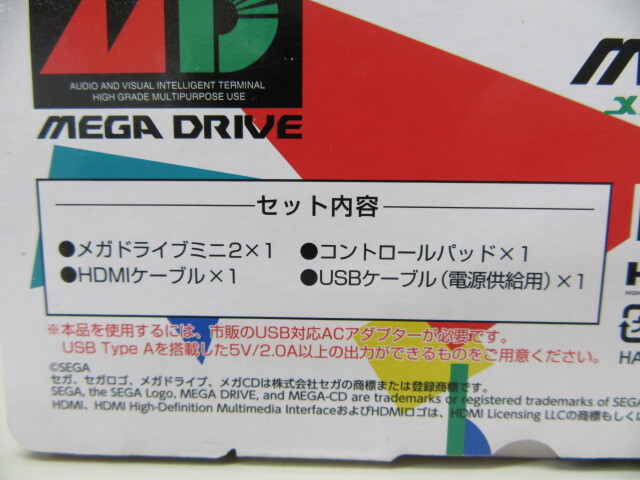 MD
AUDIO AND VISUAL INTELLIGENT TERMINAL
HIGH GRADE MULTIPURPOSE USE
MEGA DRIVE
セット内容
●メガドライブミニ2×1 ●コントロールパッド×1
●HDMIケーブル×1 ●USBケーブル(電源供給用)×1
※本品を使用するには、市販のUSB対応ACアダプターが必要です。
USB Type Aを搭載した5V/2.0A以上の出力ができるものをご用意ください。
©SEGA
セガ、セガロゴ、メガドライブ、メガCDは株式会社セガの商標または登録商標です。
SEGA, the SEGA Logo, MEGA DRIVE, and MEGA-CD are trademarks or registered trademarks of SEGA
HDMI、HDMI High-Definition Multimedia InterfaceおよびHDMIロゴは、HDMI Licensing LLCの商標もしく
HA